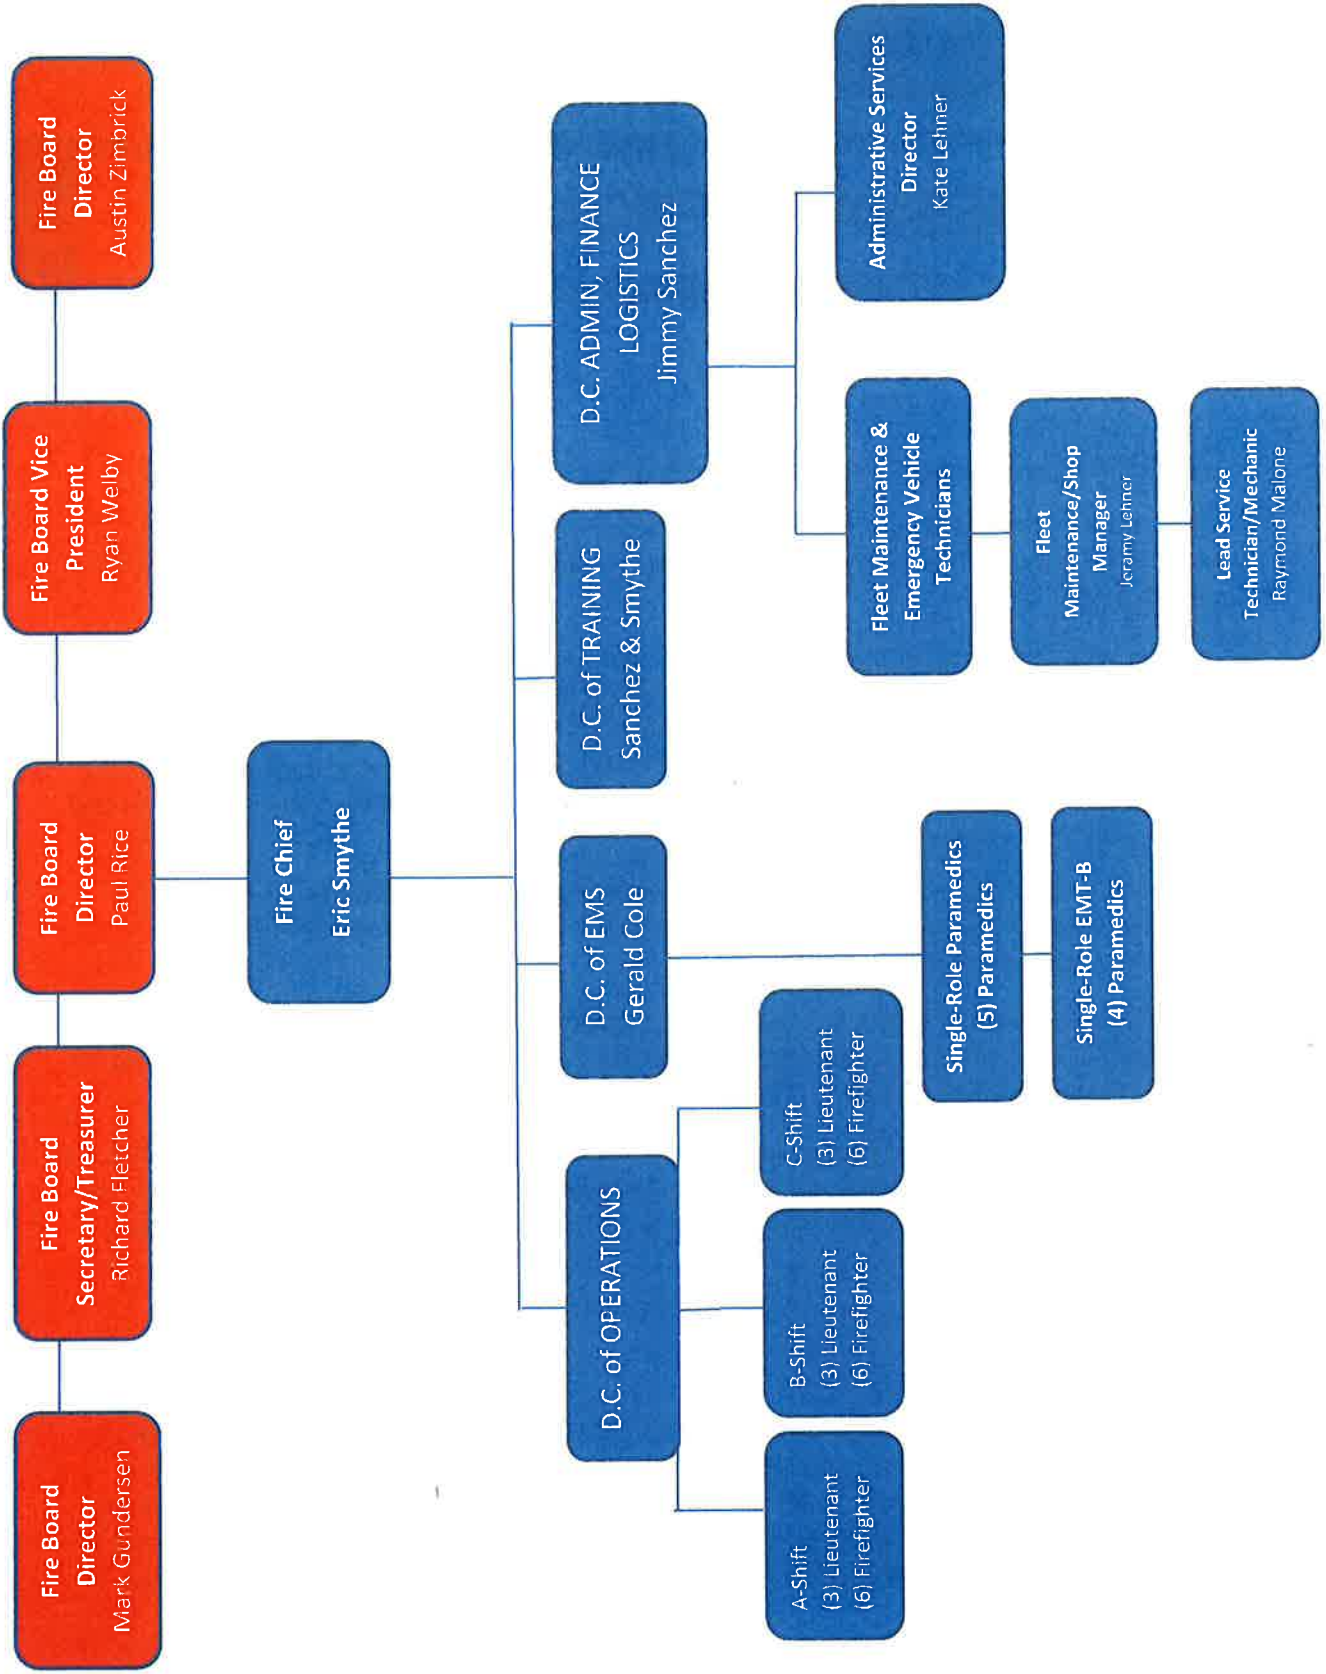 Fire Board
Director
Mark Gundersen
Fire Board
Secretary/Treasurer
Richard Fletcher
Fire Board
Director
Paul Rice
Fire Board Vice
President
Ryan Welby
Fire Board
Director
Austin Zimbrick
Fire Chief
Eric Smythe
D.C. of OPERATIONS
D.C. of EMS
Gerald Cole
D.C. of TRAINING
Sanchez & Smythe
D.C. ADMIN, FINANCE
LOGISTICS
Jimmy Sanchez
A-Shift
(3) Lieutenant
(6) Firefighter
B-Shift
(3) Lieutenant
(6) Firefighter
C-Shift
(3) Lieutenant
(6) Firefighter
Single-Role Paramedics
(5) Paramedics
Single-Role EMT-B
(4) Paramedics
Fleet Maintenance &
Emergency Vehicle
Technicians
Fleet
Maintenance/Shop
Manager
Jeramy Lehner
Lead Service
Technician/Mechanic
Raymond Malone
Administrative Services
Director
Kate Lehner